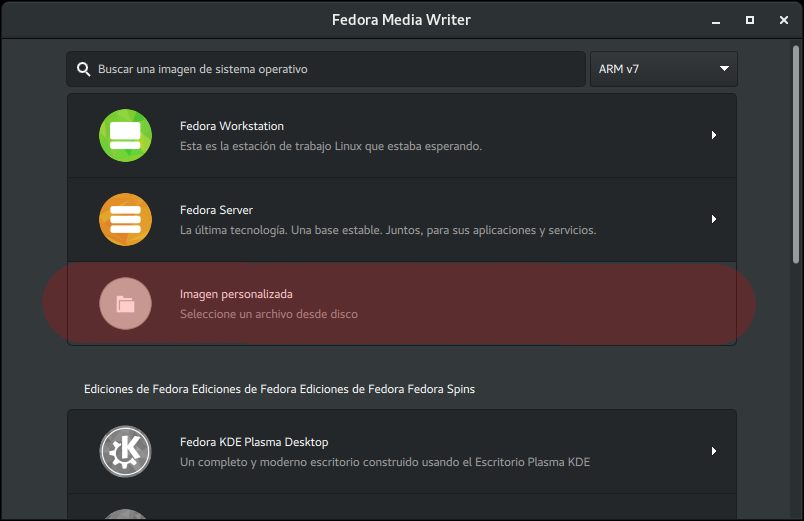 Fedora Media Writer
Buscar una imagen de sistema operativo
ARM v7
Fedora Workstation
Esta es la estación de trabajo Linux que estaba esperando.
Fedora Server
La última tecnología. Una base estable. Juntos, para sus aplicaciones y servicios.
Imagen personalizada
Seleccione un archivo desde disco
Ediciones de Fedora Ediciones de Fedora Ediciones de Fedora Fedora Spins
Fedora KDE Plasma Desktop
Un completo y moderno escritorio construido usando el Escritorio Plasma KDE